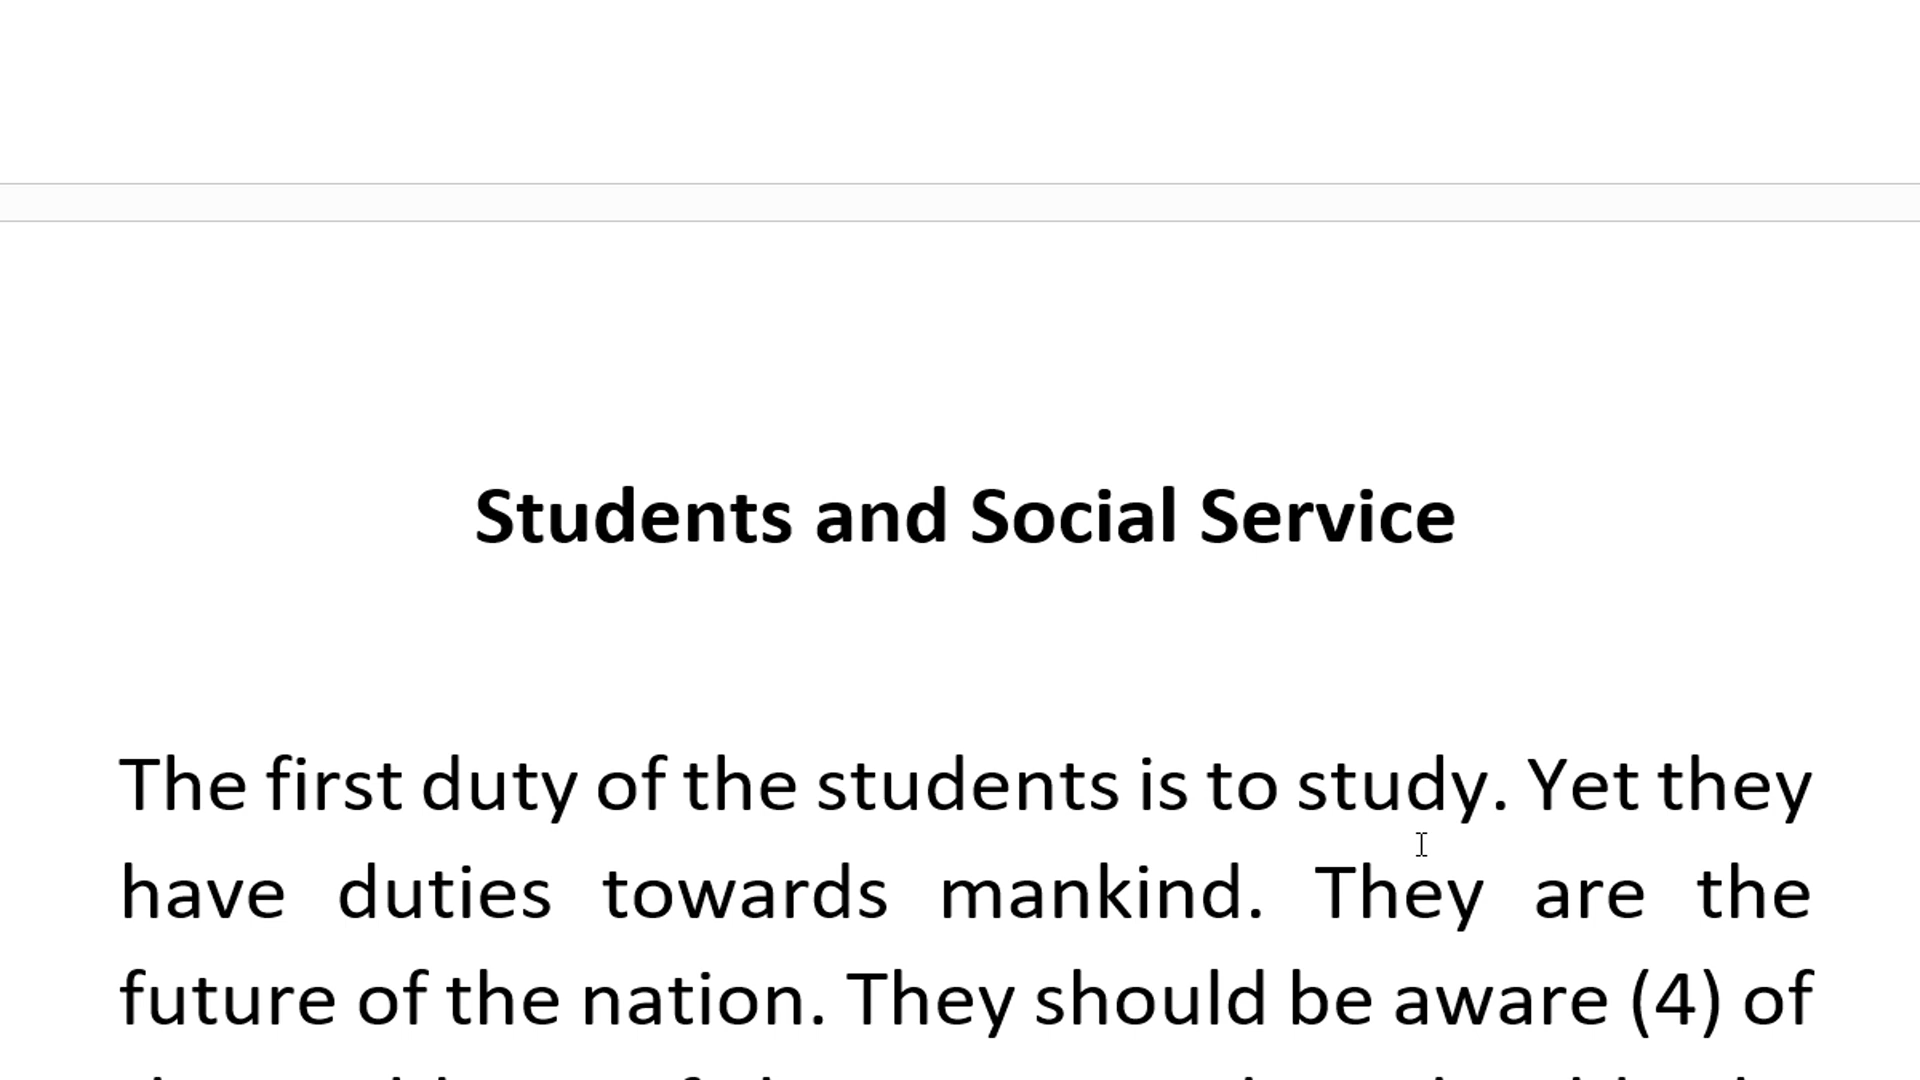 Students and Social Service
The first duty of the students is to study. Yet they
have duties towards mankind. They are the
future of the nation. They should be aware (4) of